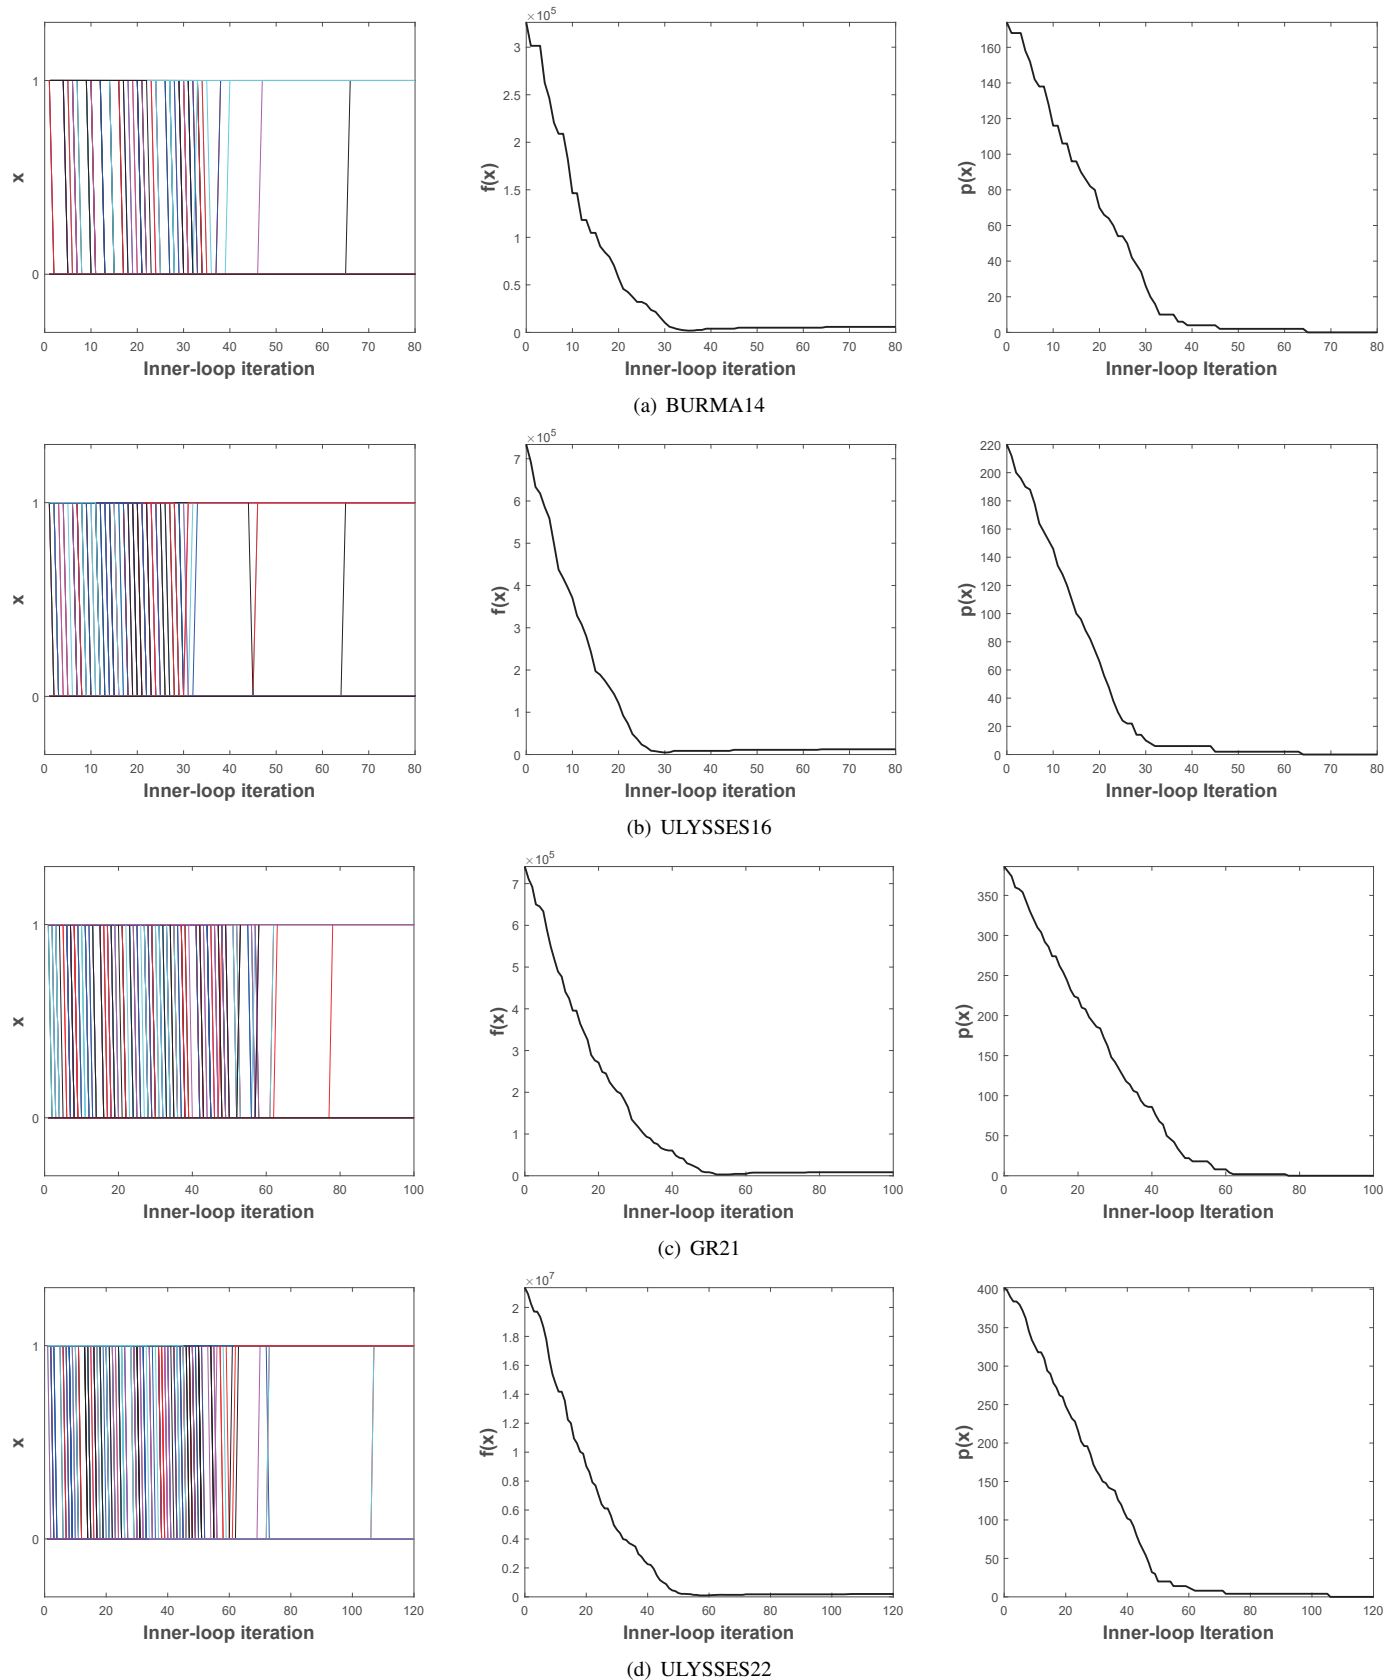 x
1
0
0 10 20 30 40 50 60 70 80
Inner-loop iteration
×10⁵
f(x)
3
2.5
2
1.5
1
0.5
0
0 10 20 30 40 50 60 70 80
Inner-loop iteration
p(x)
160
140
120
100
80
60
40
20
0
0 10 20 30 40 50 60 70 80
Inner-loop Iteration
(a) BURMA14
x
1
0
0 10 20 30 40 50 60 70 80
Inner-loop iteration
×10⁵
f(x)
7
6
5
4
3
2
1
0
0 10 20 30 40 50 60 70 80
Inner-loop iteration
p(x)
220
200
180
160
140
120
100
80
60
40
20
0
0 10 20 30 40 50 60 70 80
Inner-loop Iteration
(b) ULYSSES16
x
1
0
0 20 40 60 80 100
Inner-loop iteration
×10⁵
f(x)
7
6
5
4
3
2
1
0
0 20 40 60 80 100
Inner-loop iteration
p(x)
350
300
250
200
150
100
50
0
0 20 40 60 80 100
Inner-loop Iteration
(c) GR21
x
1
0
0 20 40 60 80 100 120
Inner-loop iteration
×10⁷
f(x)
2
1.8
1.6
1.4
1.2
1
0.8
0.6
0.4
0.2
0
0 20 40 60 80 100 120
Inner-loop iteration
p(x)
400
350
300
250
200
150
100
50
0
0 20 40 60 80 100 120
Inner-loop Iteration
(d) ULYSSES22